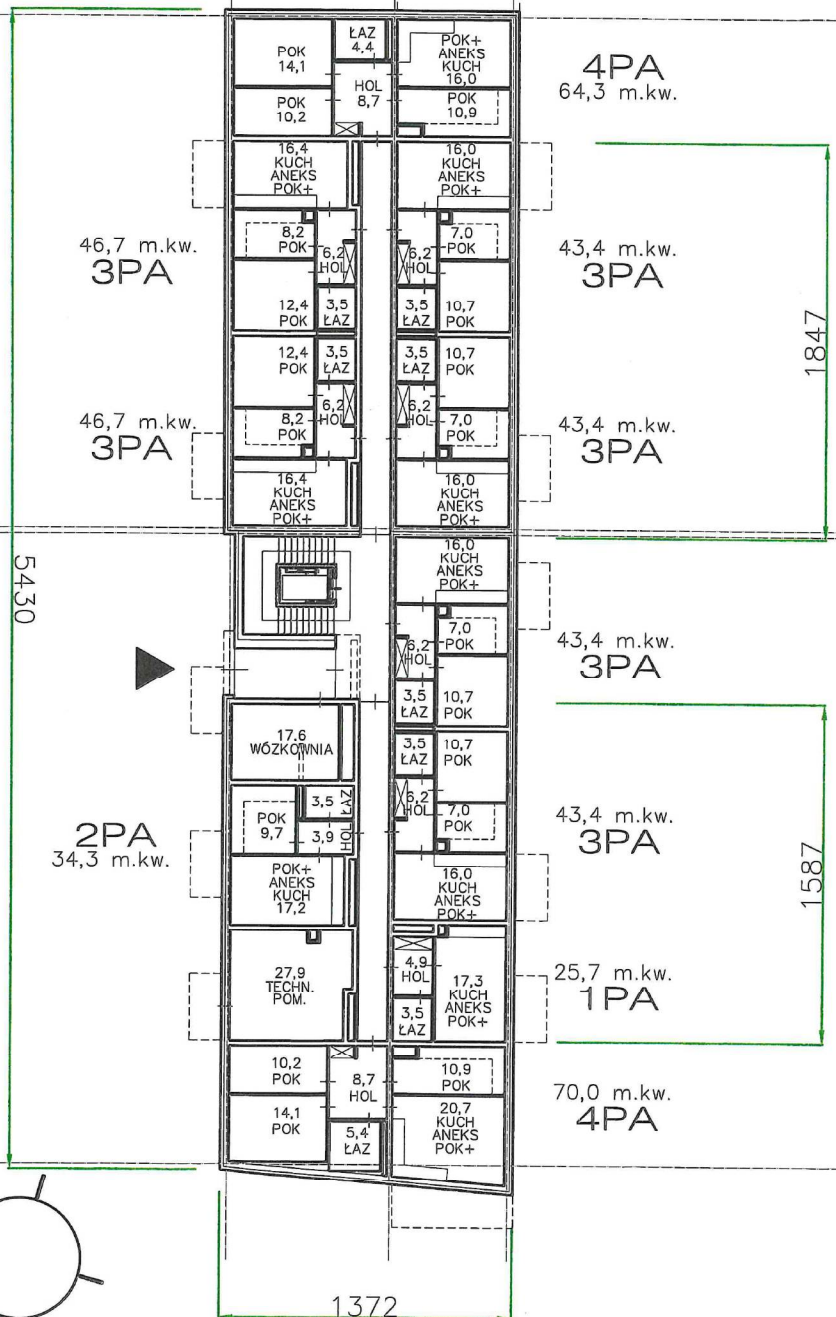 POK
14,1
ŁAZ
4.4
POK+
ANEKS
KUCH
16,0
4PA
64,3 m.kw.
HOL
8,7
POK
10,2
POK
10,9
16,4
KUCH
ANEKS
POK+
16,0
KUCH
ANEKS
POK+
46,7 m.kw.
3PA
8,2
POK
6,2
HOL
12,4
POK
3,5
ŁAZ
6,2
HOL
7,0
POK
3,5
ŁAZ
10,7
POK
43,4 m.kw.
3PA
1847
46,7 m.kw.
3PA
12,4
POK
3,5
ŁAZ
8,2
POK
6,2
HOL
16,4
KUCH
ANEKS
POK+
3,5
ŁAZ
10,7
POK
6,2
HOL
7,0
POK
16,0
KUCH
ANEKS
POK+
43,4 m.kw.
3PA
5430
16,0
KUCH
ANEKS
POK+
6,2
HOL
7,0
POK
3,5
ŁAZ
10,7
POK
43,4 m.kw.
3PA
17.6
WÓZKOWNIA
3,5
ŁAZ
10,7
POK
6,2
HOL
7,0
POK
16,0
KUCH
ANEKS
POK+
43,4 m.kw.
3PA
1587
2PA
34,3 m.kw.
POK
9,7
3,5 ŁAZ
3,9 HOL
POK+
ANEKS
KUCH
17,2
27,9
TECHN.
POM.
4,9
HOL
3,5
ŁAZ
17,3
KUCH
ANEKS
POK+
25,7 m.kw.
1PA
10,2
POK
8,7
HOL
10,9
POK
14,1
POK
5,4
ŁAZ
20,7
KUCH
ANEKS
POK+
70,0 m.kw.
4PA
1372